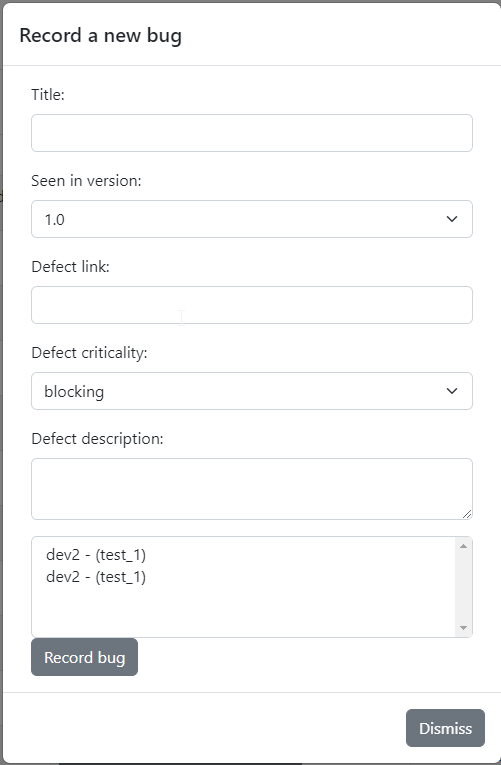 Record a new bug
Title:
Seen in version:
1.0
Defect link:
Defect criticality:
blocking
Defect description:
dev2 - (test_1)
dev2 - (test_1)
Record bug
Dismiss